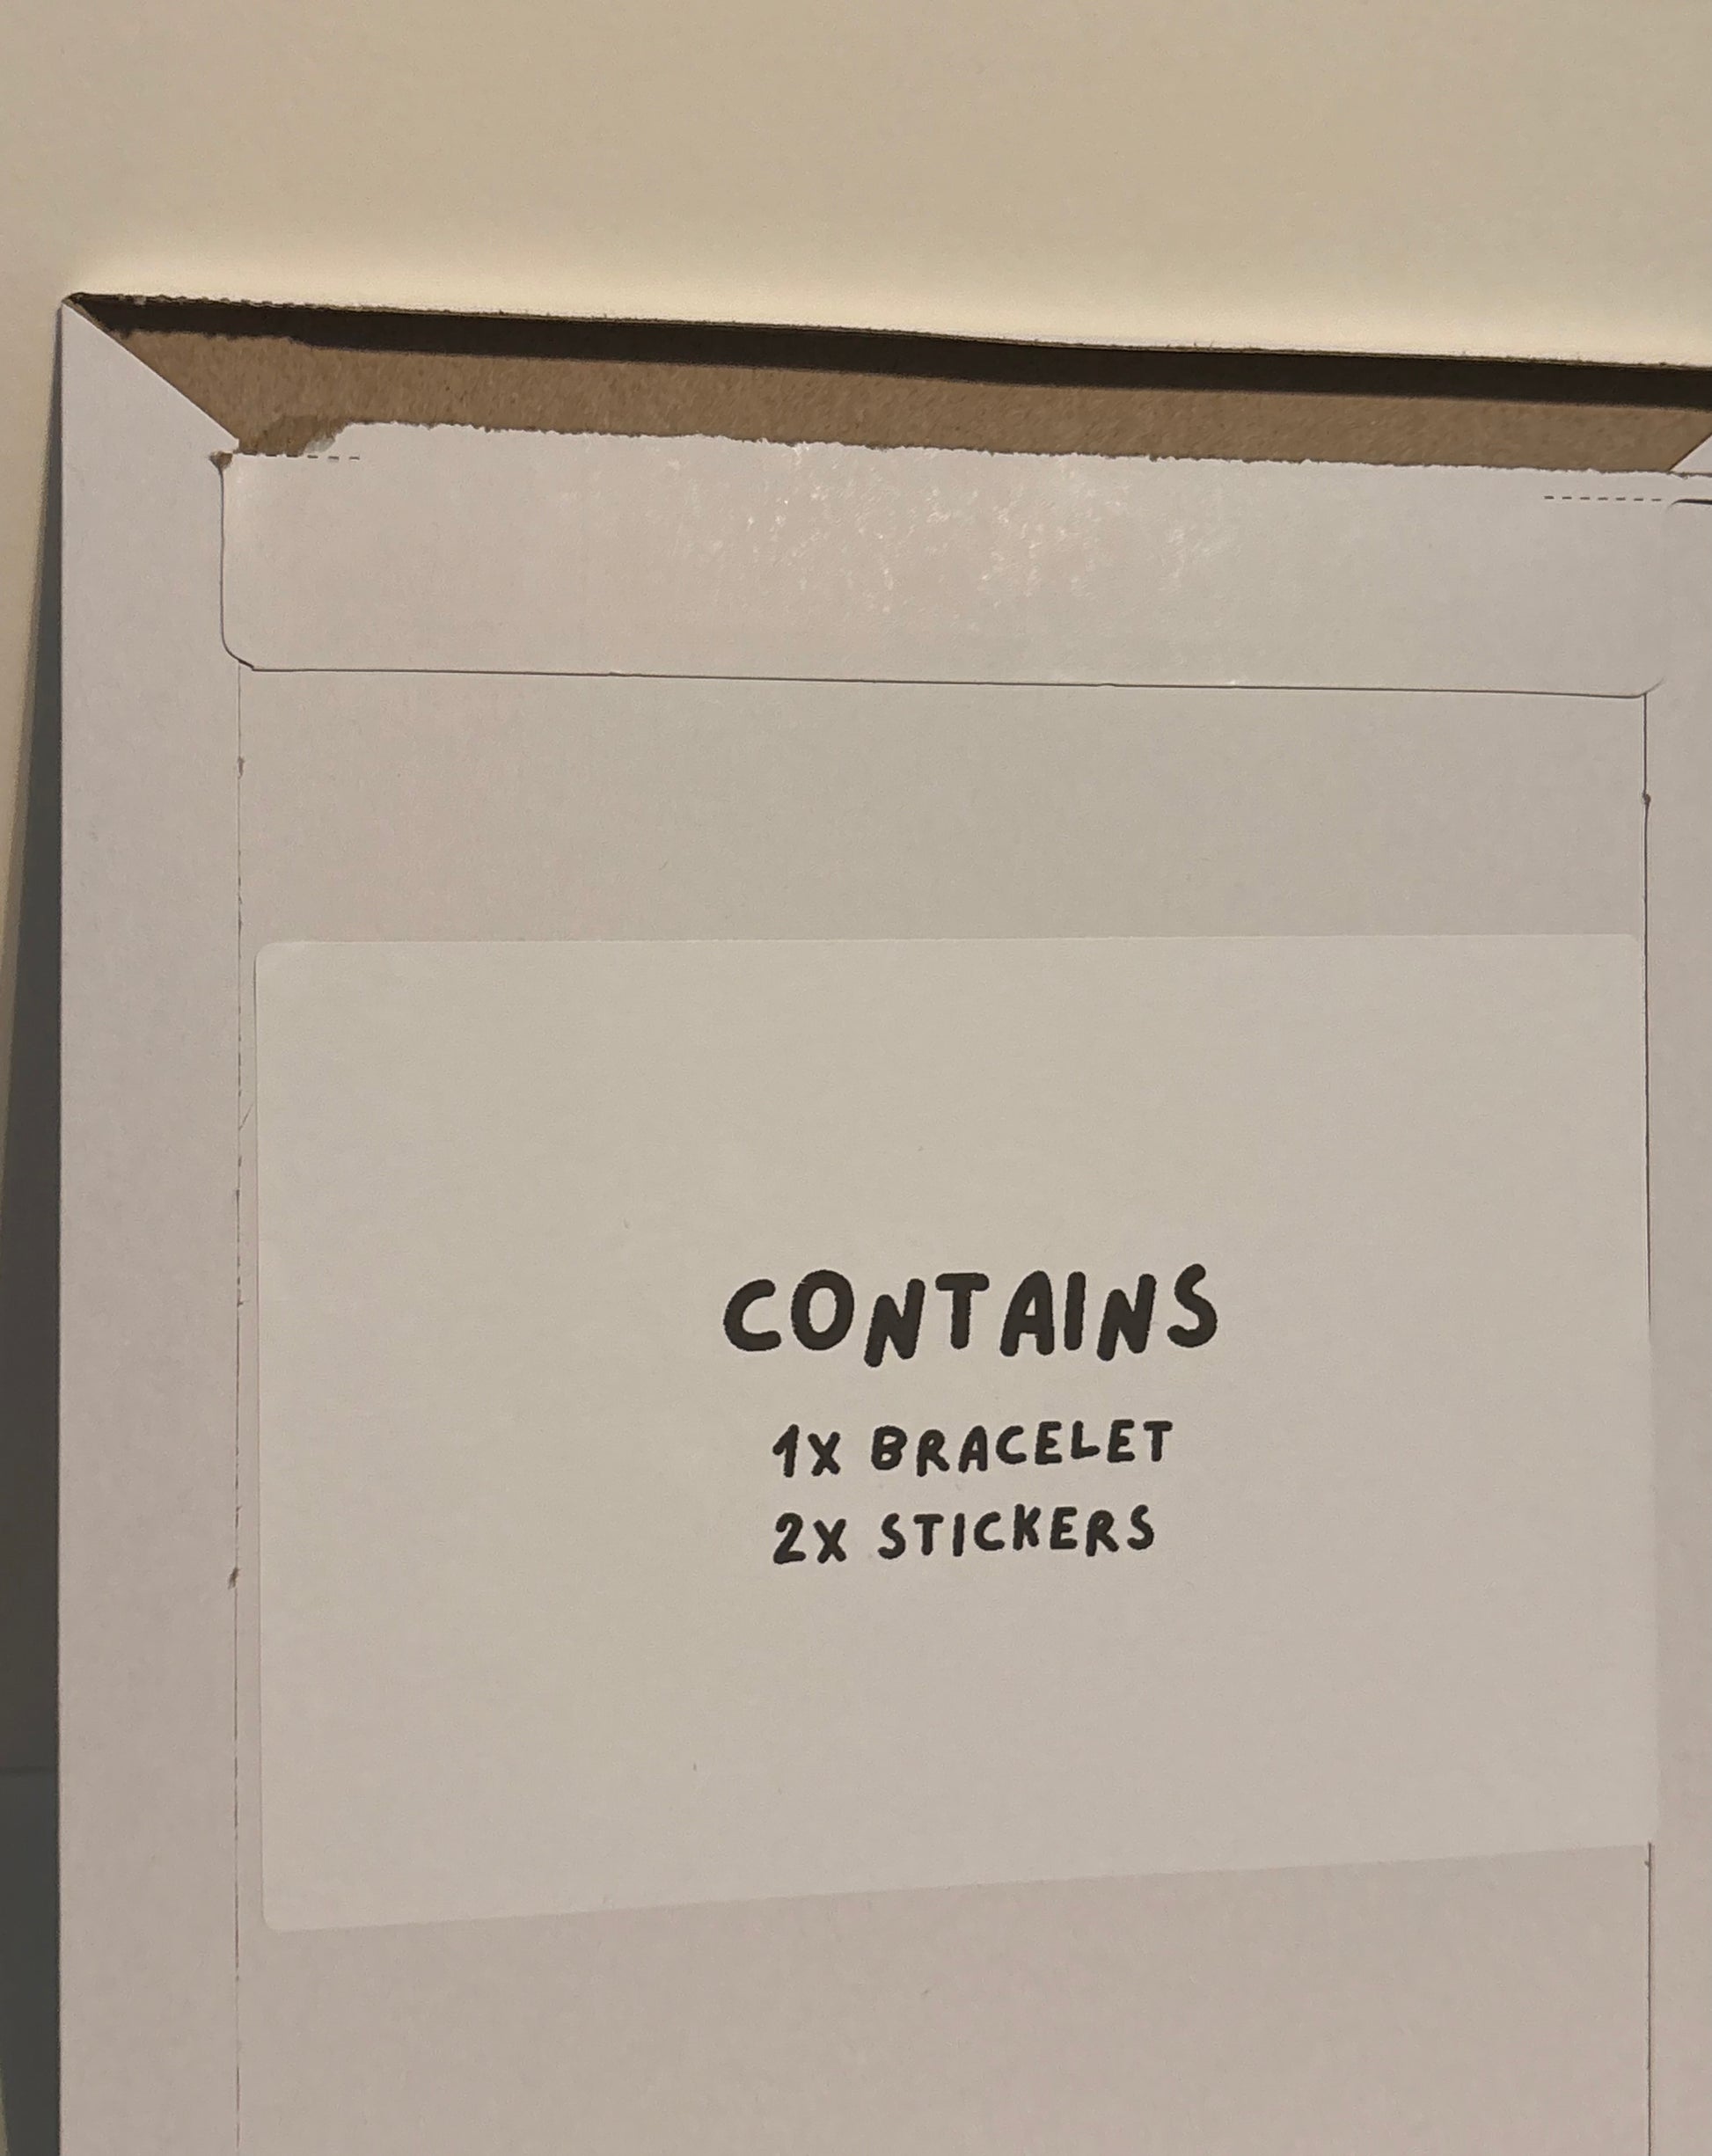 CONTAINS
1X BRACELET
2X STICKERS